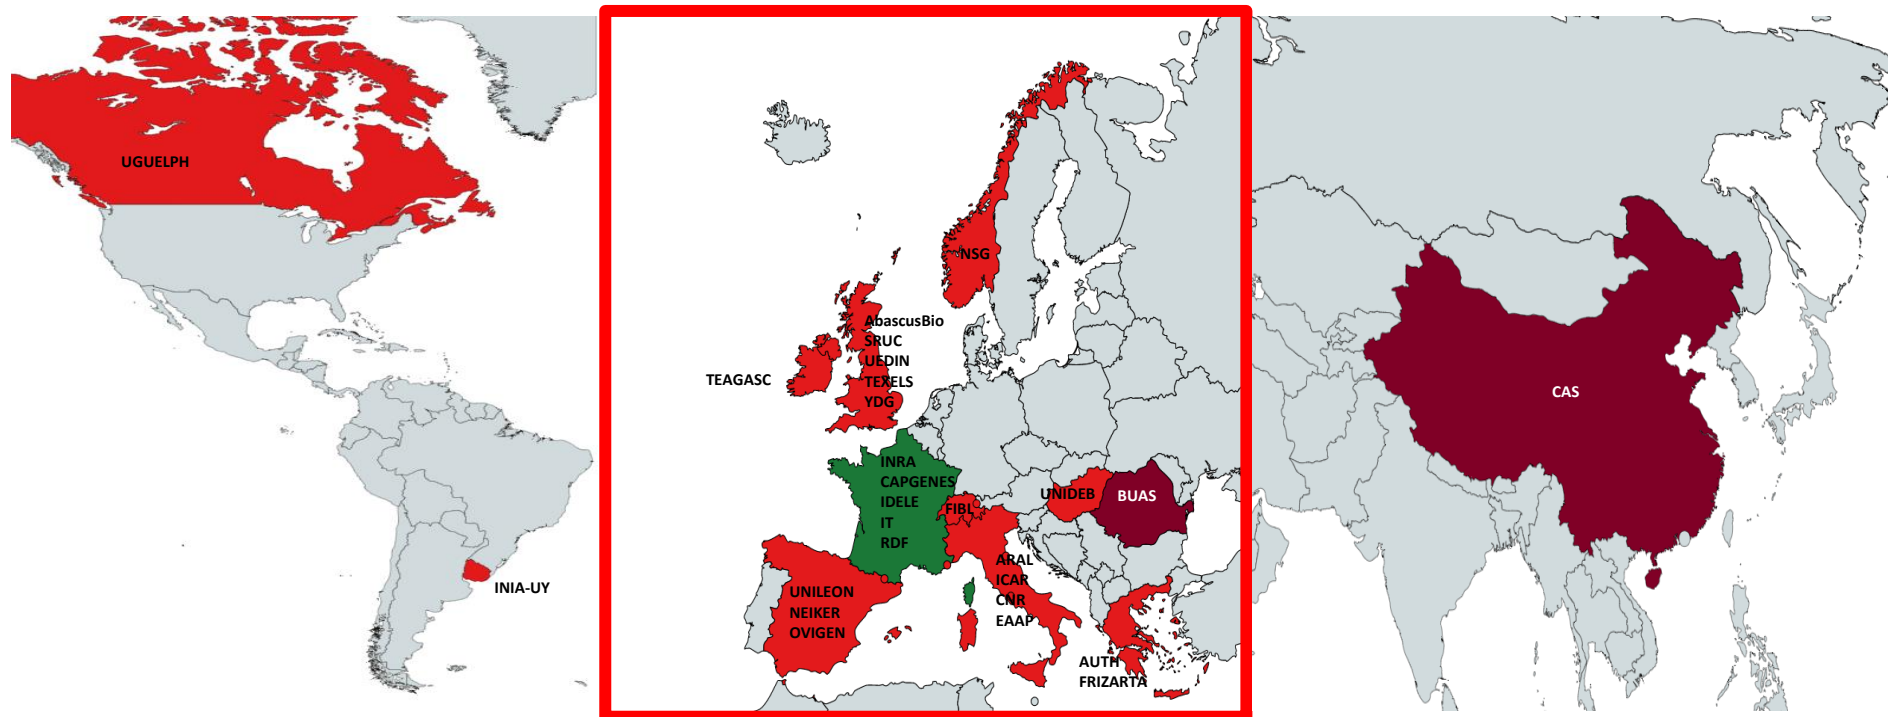 UGUELPH
INIA-UY
NSG
AbascusBio
SRUC
UEDIN
TEXELS
YDG
TEAGASC
INRA
CAPGENES
IDELE
IT
RDF
FIBL
UNIDEB
BUAS
UNILEON
NEIKER
OVIGEN
ARAL
ICAR
CNR
EAAP
AUTH
FRIZARTA
CAS